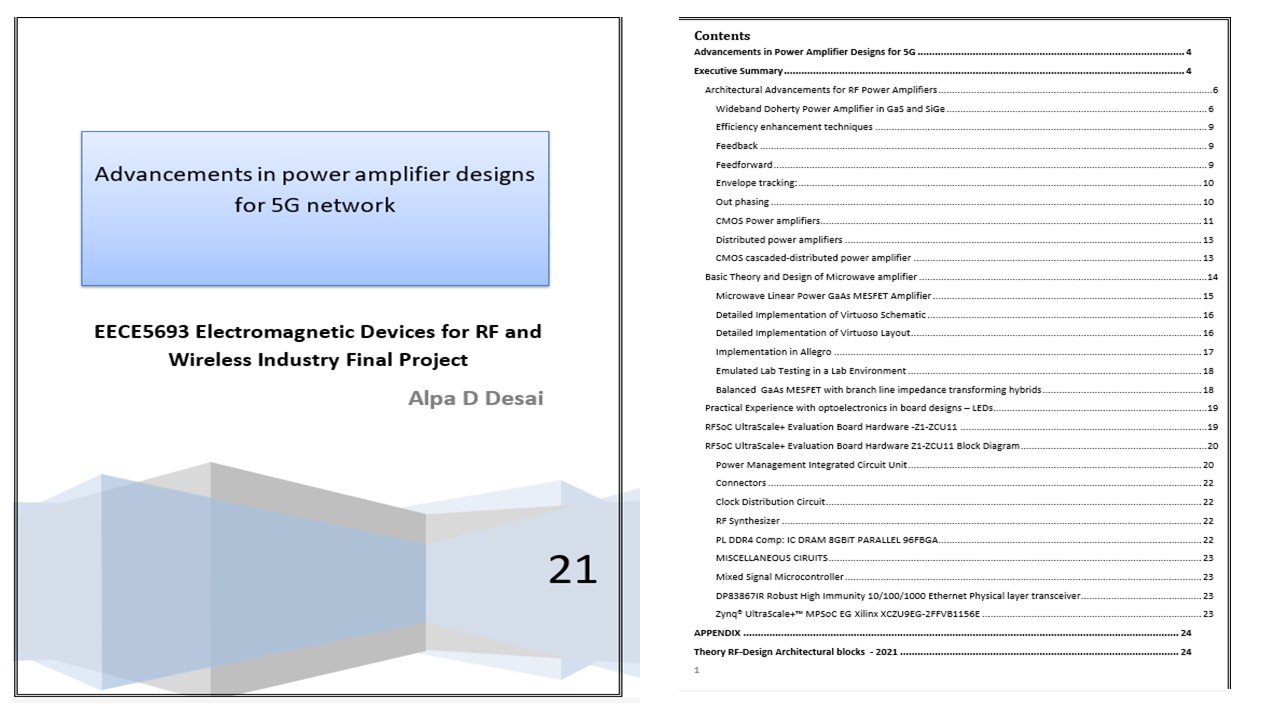 Advancements in power amplifier designs
for 5G network
EECE5693 Electromagnetic Devices for RF and
Wireless Industry Final Project
Alpa D Desai
21
Contents
Advancements in Power Amplifier Designs for 5G ........ 4
Executive Summary ........ 4
Architectural Advancements for RF Power Amplifiers ........ 6
Wideband Doherty Power Amplifier in GaS and SiGe ........ 6
Efficiency enhancement techniques ........ 9
Feedback ........ 9
Feedforward ........ 9
Envelope tracking: ........ 10
Out phasing ........ 10
CMOS Power amplifiers ........ 11
Distributed power amplifiers ........ 13
CMOS cascaded-distributed power amplifier ........ 13
Basic Theory and Design of Microwave amplifier ........ 14
Microwave Linear Power GaAs MESFET Amplifier ........ 15
Detailed Implementation of Virtuoso Schematic ........ 16
Detailed Implementation of Virtuoso Layout ........ 16
Implementation in Allegro ........ 17
Emulated Lab Testing in a Lab Environment ........ 18
Balanced GaAs MESFET with branch line impedance transforming hybrids ........ 18
Practical Experience with optoelectronics in board designs – LEDs ........ 19
RFSoC UltraScale+ Evaluation Board Hardware -Z1-ZCU11 ........ 19
RFSoC UltraScale+ Evaluation Board Hardware Z1-ZCU11 Block Diagram ........ 20
Power Management Integrated Circuit Unit ........ 20
Connectors ........ 22
Clock Distribution Circuit ........ 22
RF Synthesizer ........ 22
PL DDR4 Comp: IC DRAM 8GBIT PARALLEL 96FBGA ........ 22
MISCELLANEOUS CIRUITS ........ 23
Mixed Signal Microcontroller ........ 23
DP83867IR Robust High Immunity 10/100/1000 Ethernet Physical layer transceiver ........ 23
Zynq® UltraScale+™ MPSoC EG Xilinx XCZU9EG-2FFVB1156E ........ 23
APPENDIX ........ 24
Theory RF-Design Architectural blocks - 2021 ........ 24
1